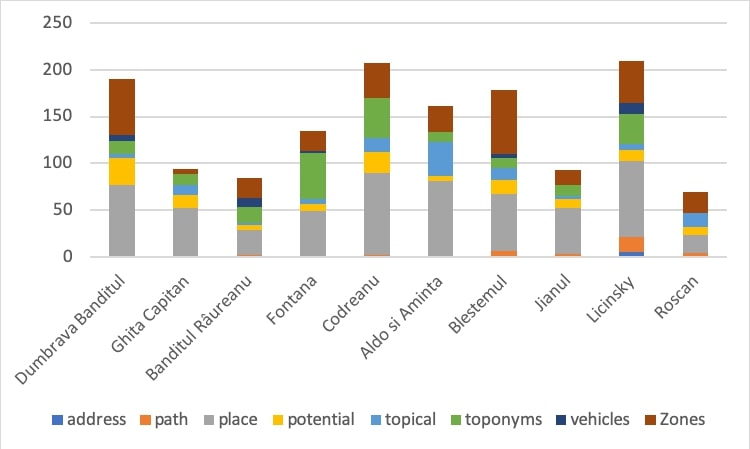 250
200
150
100
50
0
Dumbrava Banditul
Ghita Capitan
Banditul Râureanu
Fontana
Codreanu
Aldo si Aminta
Blestemul
Jianul
Licinsky
Roscan
address path place potential topical toponyms vehicles Zones